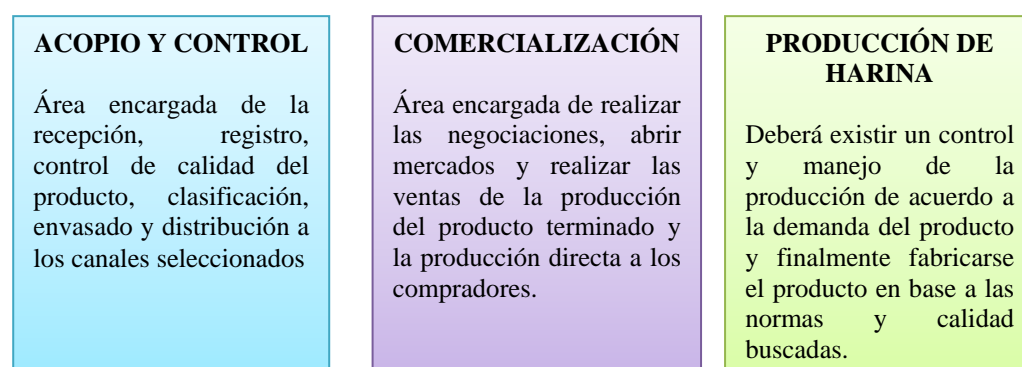 ACOPIO Y CONTROL
Área encargada de la
recepción, registro,
control de calidad del
producto, clasificación,
envasado y distribución a
los canales seleccionados
COMERCIALIZACIÓN
Área encargada de realizar
las negociaciones, abrir
mercados y realizar las
ventas de la producción
del producto terminado y
la producción directa a los
compradores.
PRODUCCIÓN DE
HARINA
Deberá existir un control
y manejo de la
producción de acuerdo a
la demanda del producto
y finalmente fabricarse
el producto en base a las
normas y calidad
buscadas.